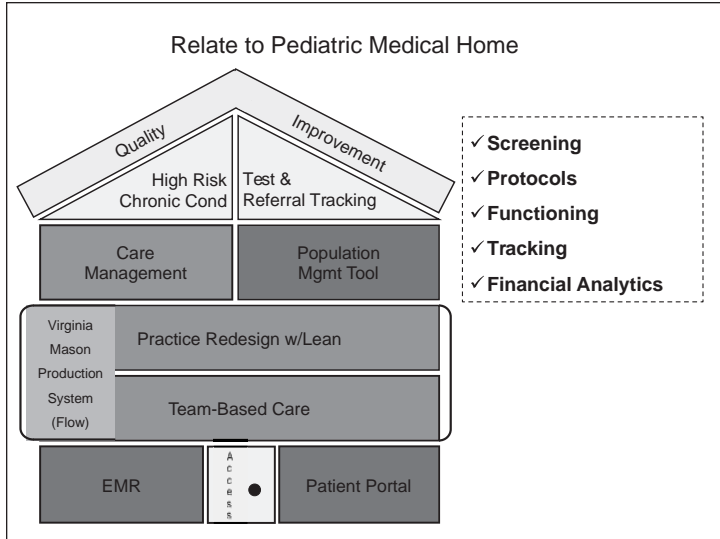 Relate to Pediatric Medical Home
Quality
Improvement
High Risk
Chronic Cond
Test &
Referral Tracking
✓ Screening
✓ Protocols
✓ Functioning
✓ Tracking
✓ Financial Analytics
Care
Management
Population
Mgmt Tool
Virginia
Mason
Production
System
(Flow)
Practice Redesign w/Lean
Team-Based Care
EMR
Access
Patient Portal